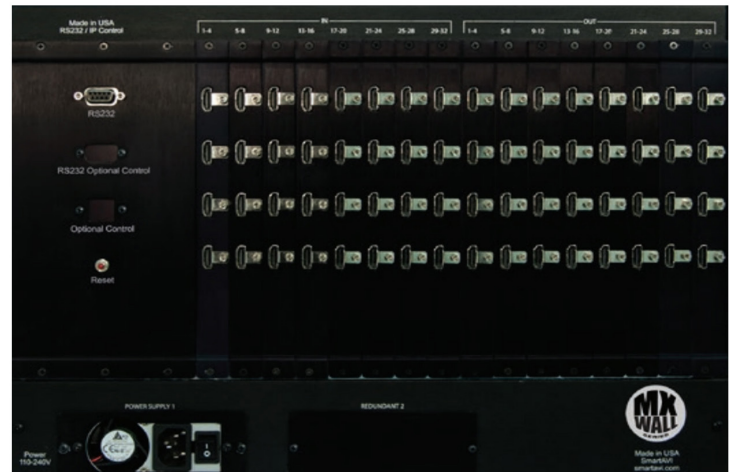 Made in USA
RS232 / IP Control
IN
OUT
1-4 5-8 9-12 13-16 17-20 21-24 25-28 29-32 1-4 5-8 9-12 13-16 17-20 21-24 25-28 29-32
RS232
RS232 Optional Control
Optional Control
Reset
POWER SUPPLY 1
REDUNDANT 2
Power
110-240V
MX
WALL
SERIES
Made in USA
SmartAVI
smartavi.com